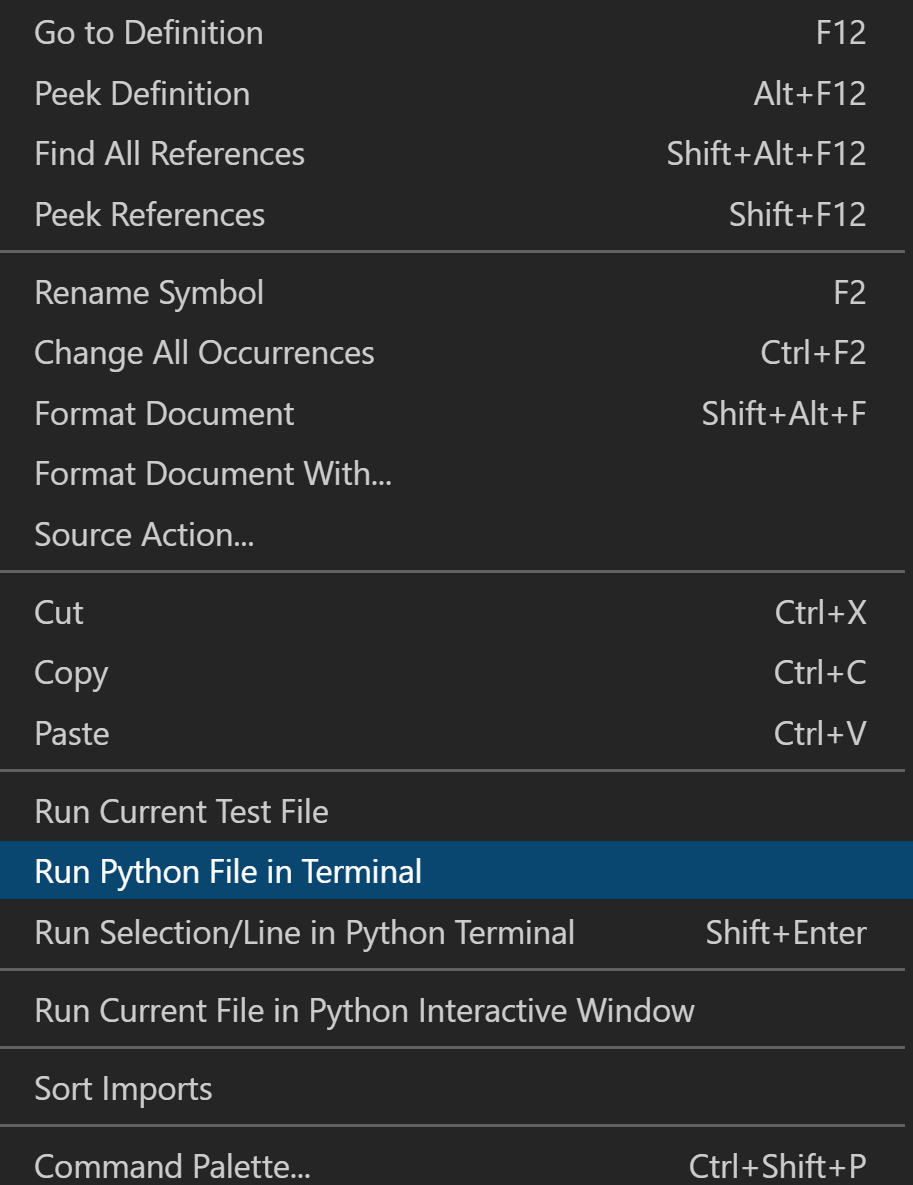 Go to Definition F12
Peek Definition Alt+F12
Find All References Shift+Alt+F12
Peek References Shift+F12
Rename Symbol F2
Change All Occurrences Ctrl+F2
Format Document Shift+Alt+F
Format Document With...
Source Action...
Cut Ctrl+X
Copy Ctrl+C
Paste Ctrl+V
Run Current Test File
Run Python File in Terminal
Run Selection/Line in Python Terminal Shift+Enter
Run Current File in Python Interactive Window
Sort Imports
Command Palette... Ctrl+Shift+P